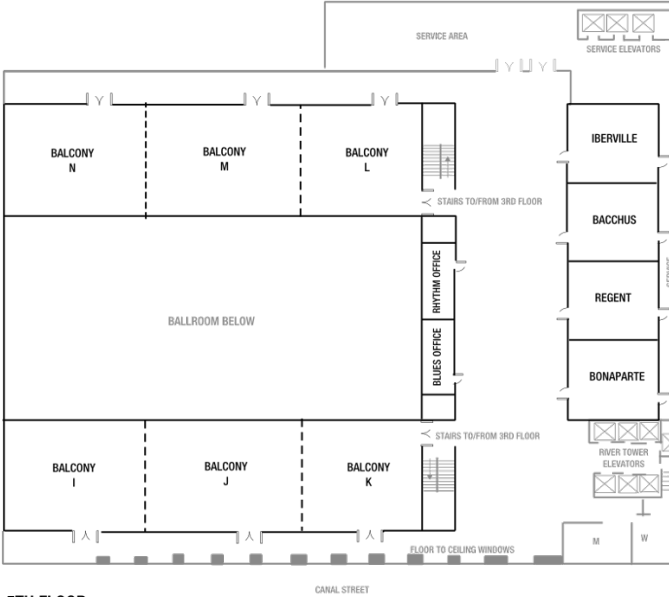 SERVICE AREA
SERVICE ELEVATORS
BALCONY
N
BALCONY
M
BALCONY
L
IBERVILLE
STAIRS TO/FROM 3RD FLOOR
BACCHUS
RHYTHM OFFICE
REGENT
BALLROOM BELOW
BLUES OFFICE
BONAPARTE
STAIRS TO/FROM 3RD FLOOR
RIVER TOWER
ELEVATORS
BALCONY
I
BALCONY
J
BALCONY
K
M
W
FLOOR TO CEILING WINDOWS
CANAL STREET